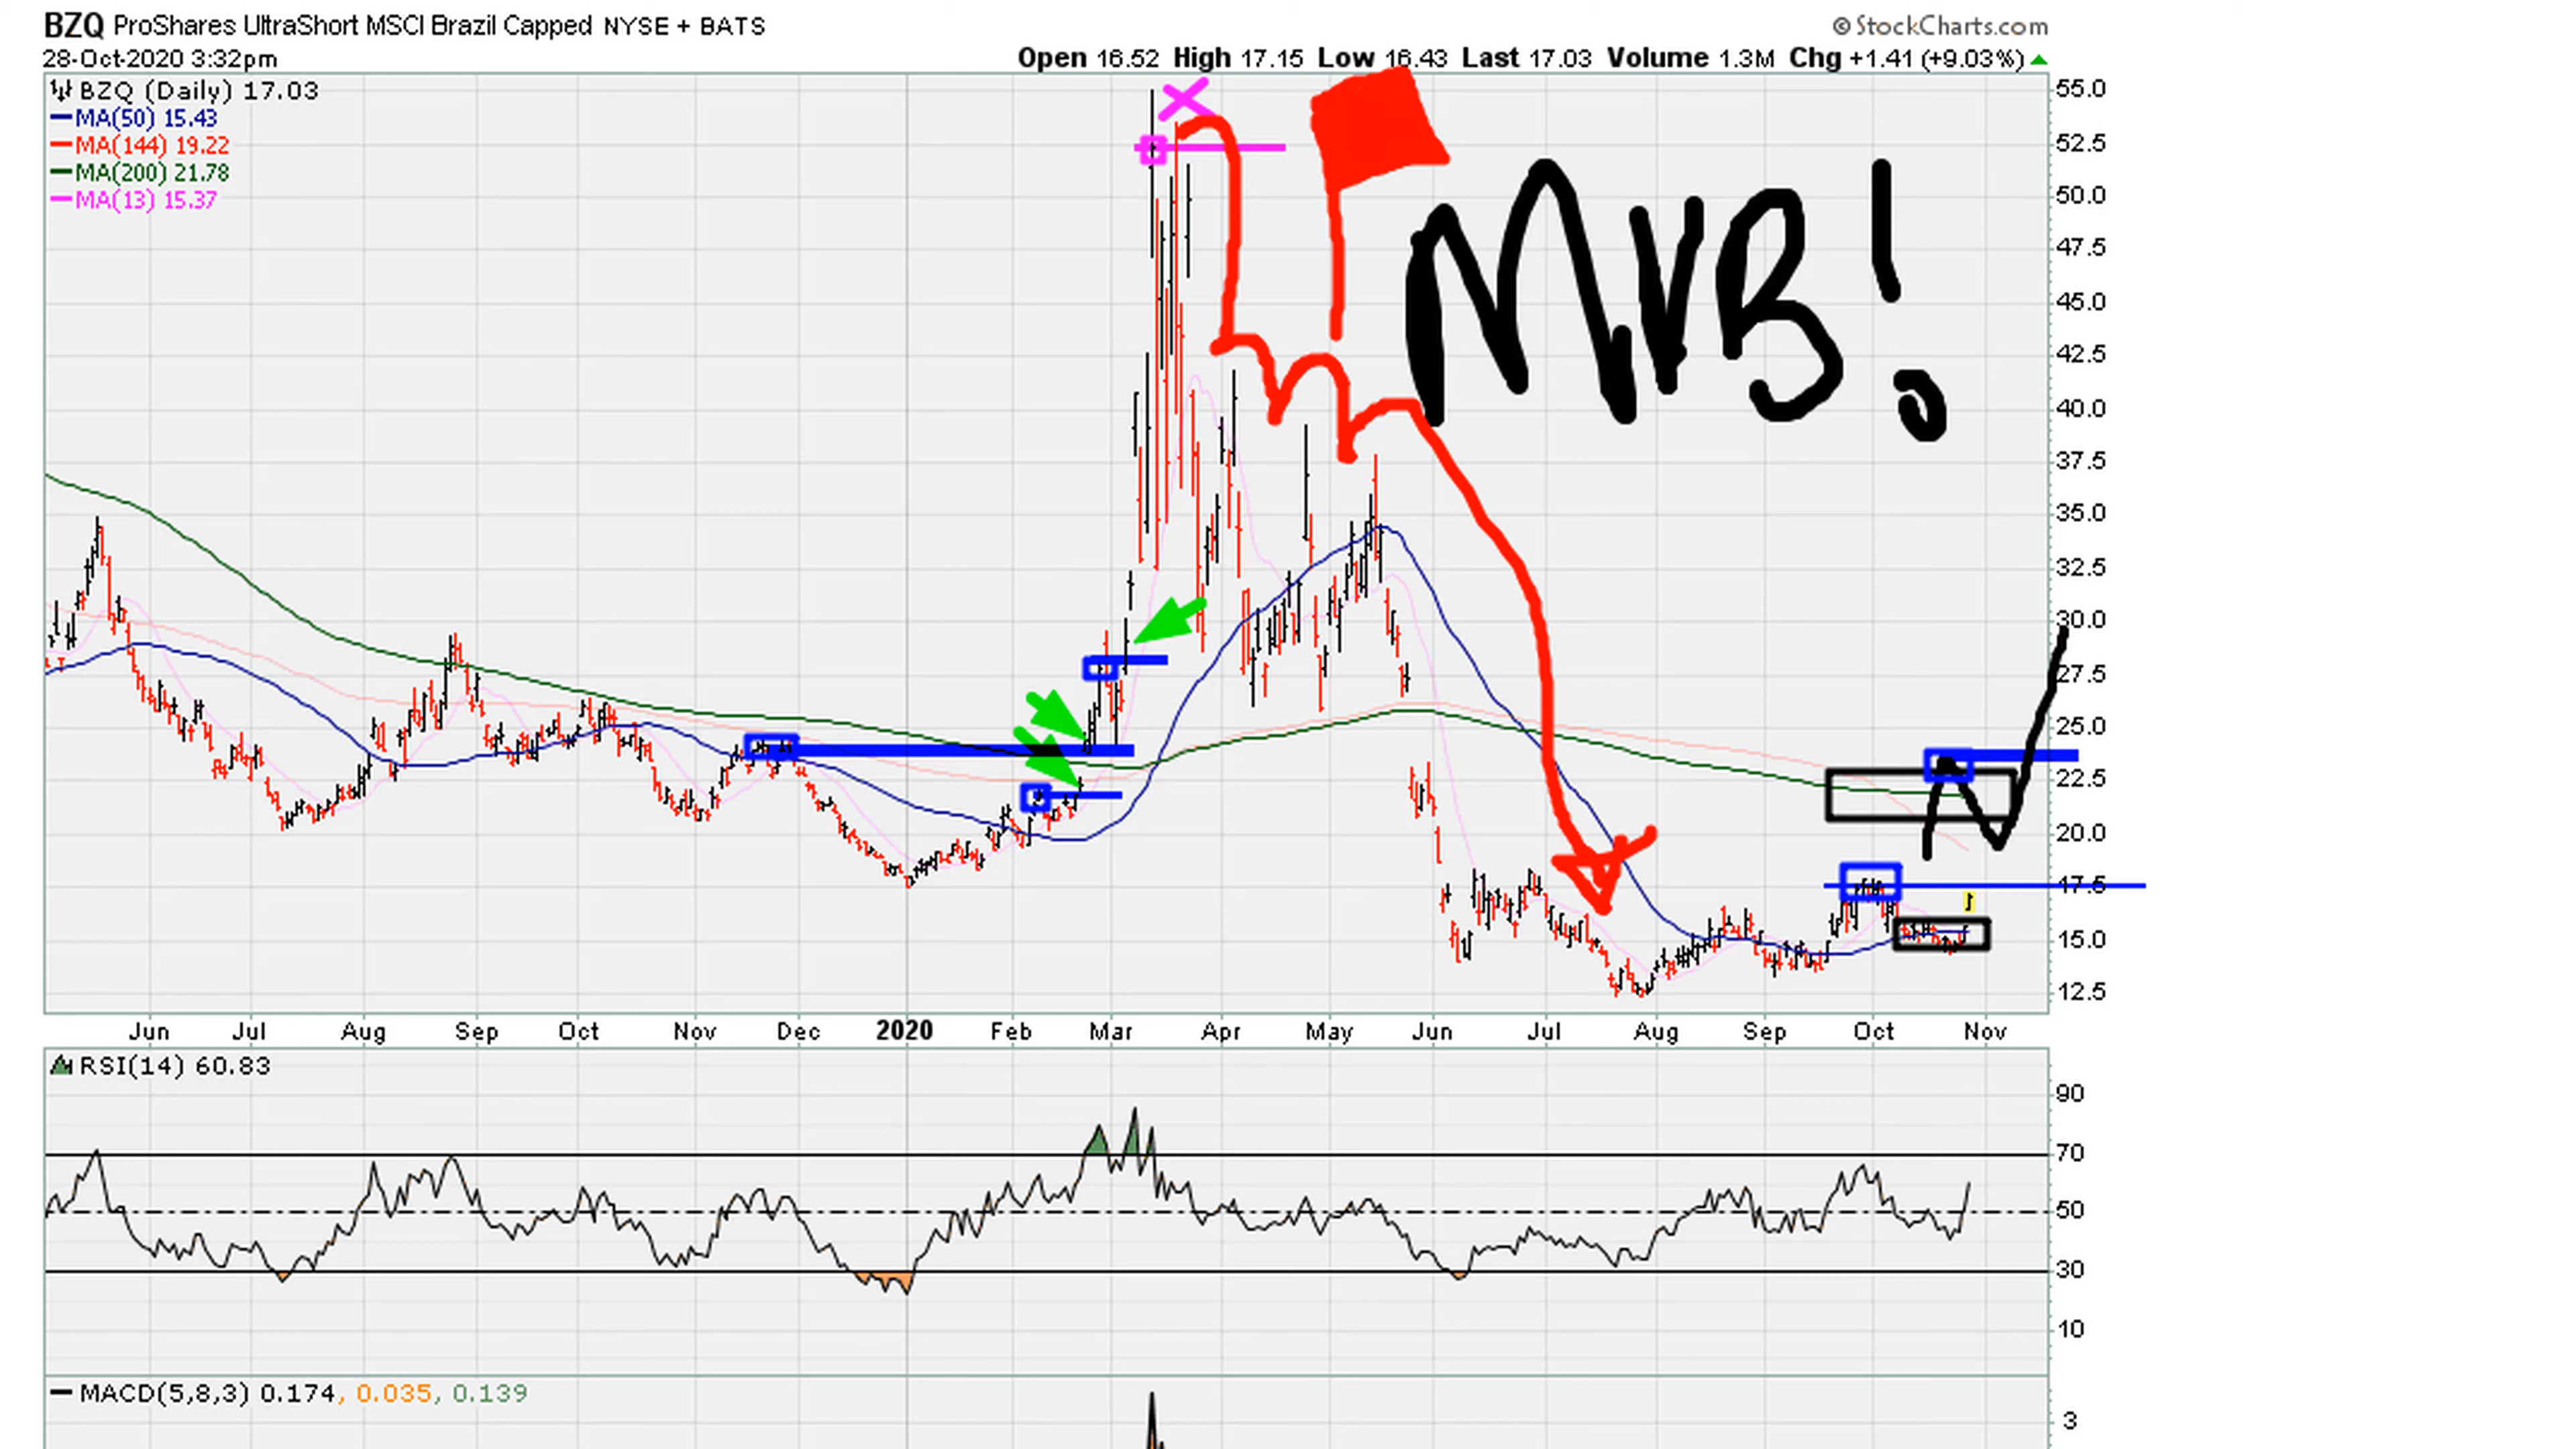 BZQ ProShares UltraShort MSCI Brazil Capped NYSE + BATS © StockCharts.com
28-Oct-2020 3:32pm Open 16.52 High 17.15 Low 16.43 Last 17.03 Volume 1.3M Chg +1.41 (+9.03%)
BZQ (Daily) 17.03
MA(50) 15.43
MA(144) 19.22
MA(200) 21.78
MA(13) 15.37
MVB!
55.0
52.5
50.0
47.5
45.0
42.5
40.0
37.5
35.0
32.5
30.0
27.5
25.0
22.5
20.0
17.5
15.0
12.5
Jun Jul Aug Sep Oct Nov Dec 2020 Feb Mar Apr May Jun Jul Aug Sep Oct Nov
RSI(14) 60.83
90
70
50
30
10
MACD(5,8,3) 0.174, 0.035, 0.139
3